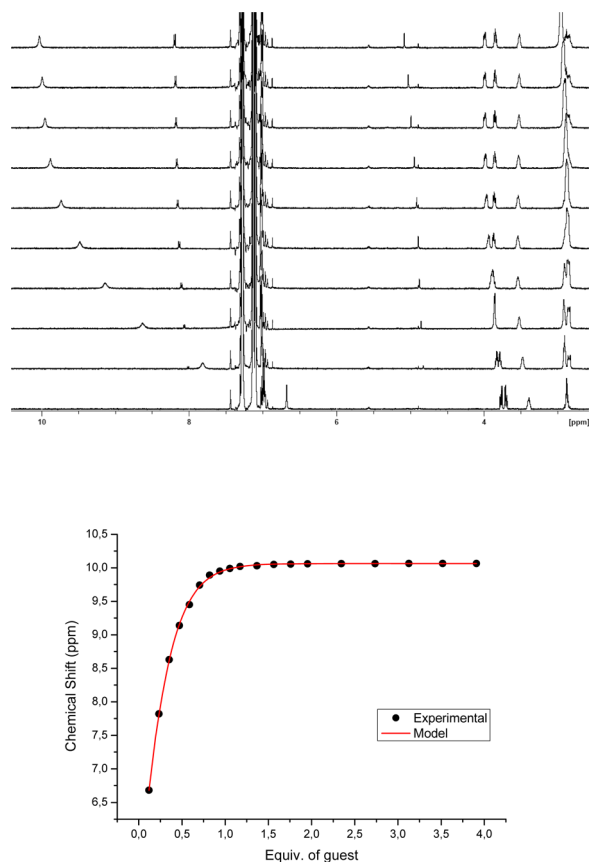 10 8 6 4 [ppm]
10,5
10,0
9,5
9,0
8,5
8,0
7,5
7,0
6,5
Chemical Shift (ppm)
Experimental
Model
0,0 0,5 1,0 1,5 2,0 2,5 3,0 3,5 4,0
Equiv. of guest